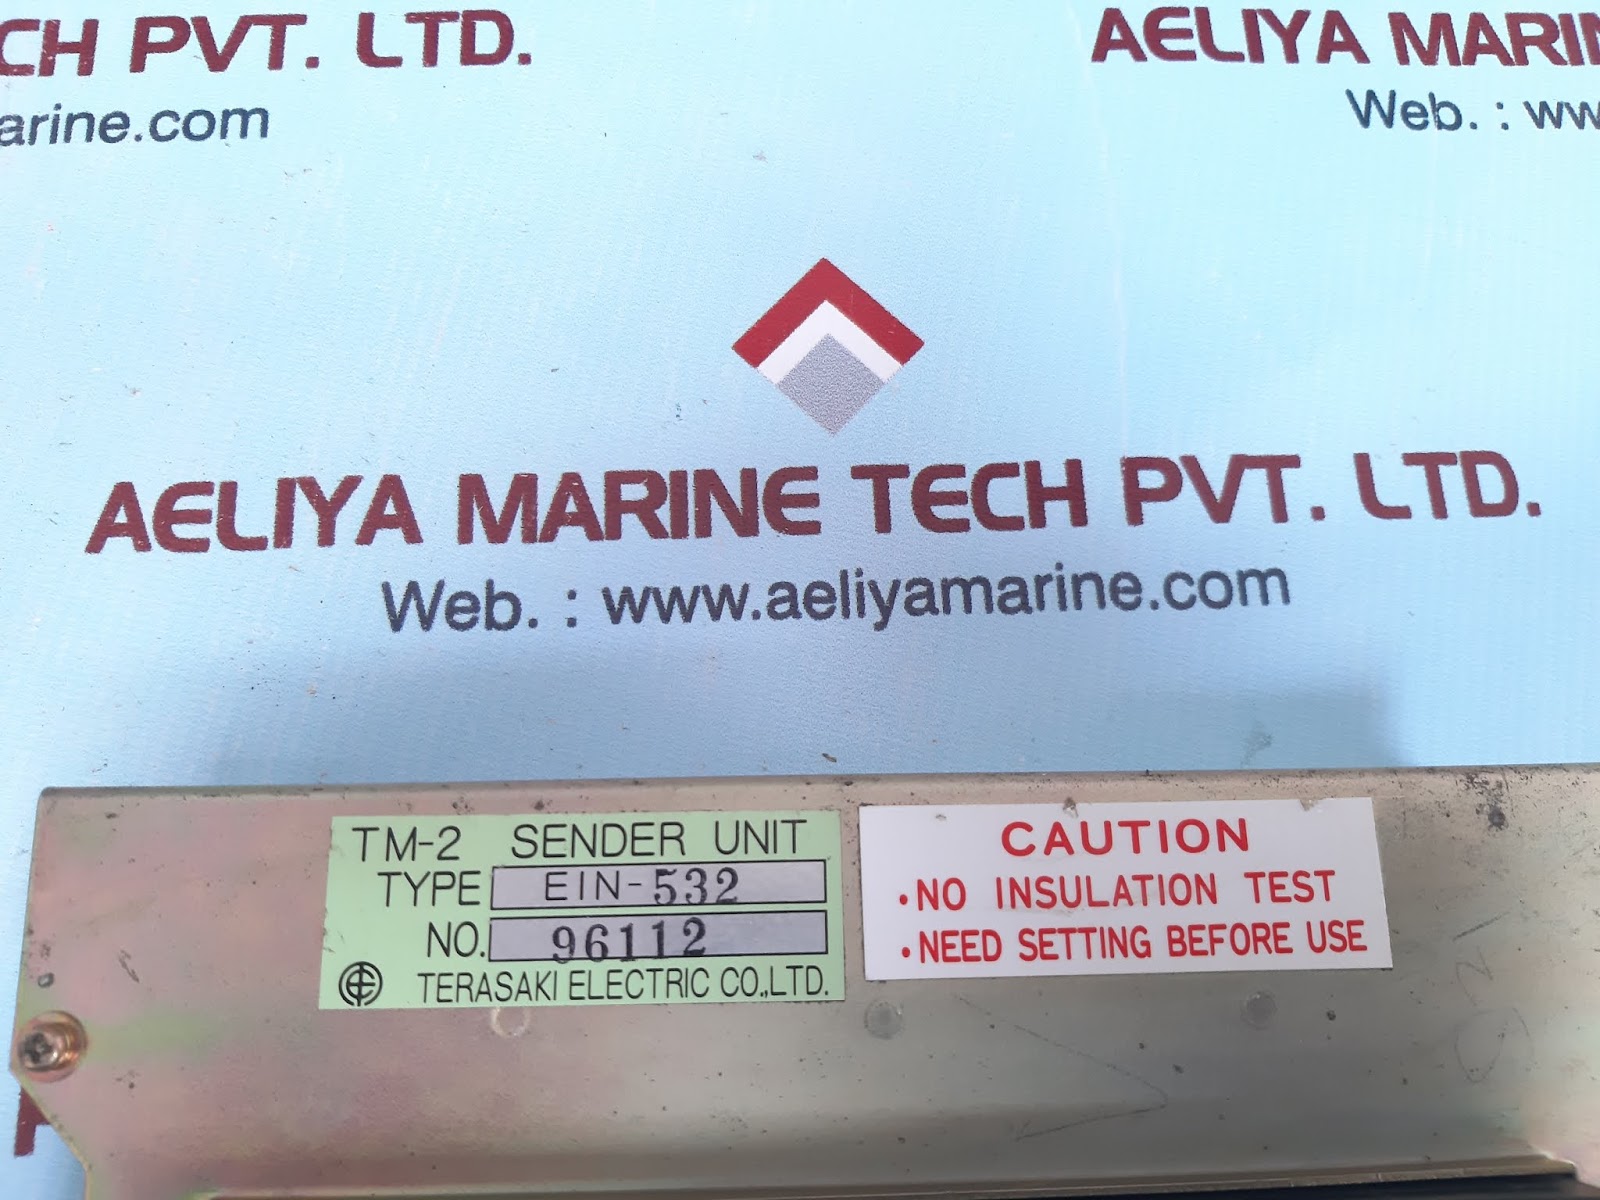 CH PVT. LTD.
arine.com
AELIYA MARIN
Web. : ww
AELIYA MARINE TECH PVT. LTD.
Web. : www.aeliyamarine.com
TM-2 SENDER UNIT
TYPE EIN-532
NO. 96112
TERASAKI ELECTRIC CO.,LTD.
CAUTION
•NO INSULATION TEST
•NEED SETTING BEFORE USE